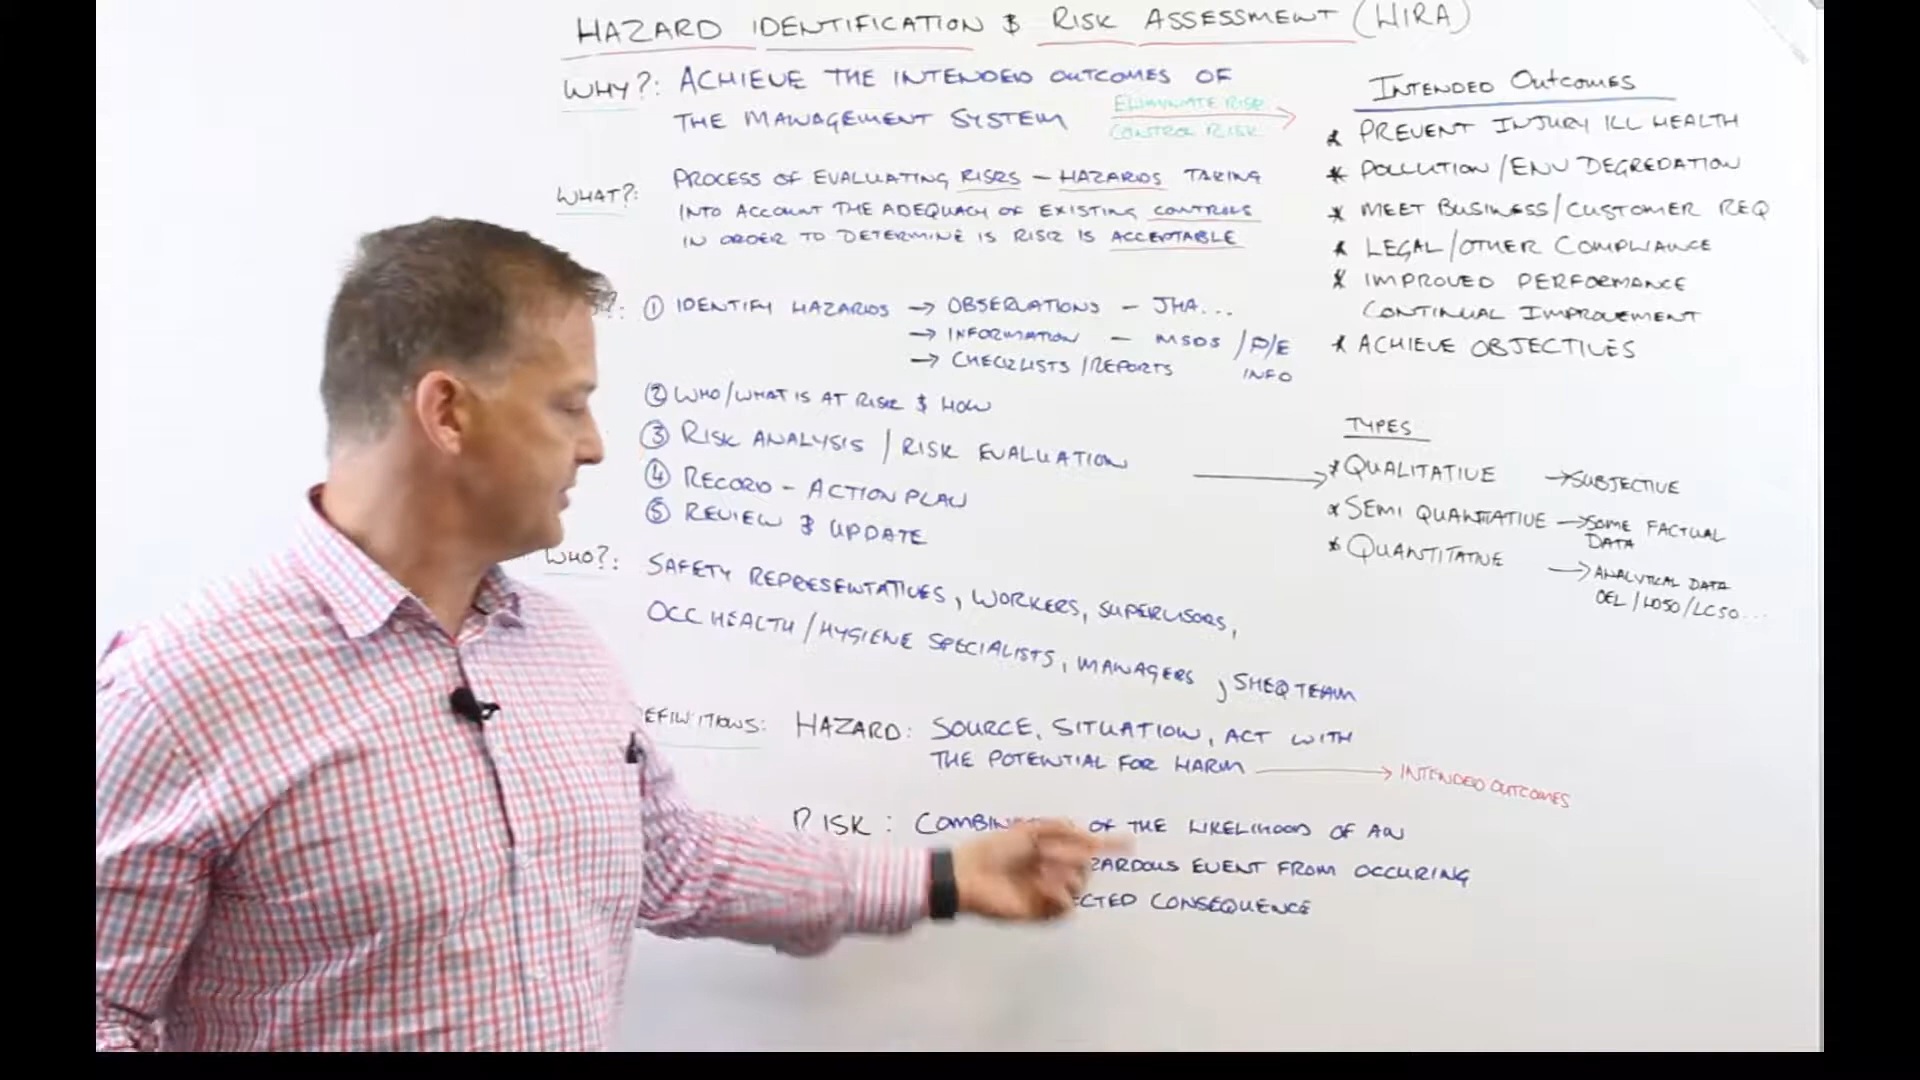 HAZARD IDENTIFICATION & RISK ASSESSMENT (HIRA)
WHY?: ACHIEVE THE INTENDED OUTCOMES OF
THE MANAGEMENT SYSTEM
ELIMINATE RISK
CONTROL RISK
WHAT?: PROCESS OF EVALUATING RISKS – HAZARDS TAKING
INTO ACCOUNT THE ADEQUACY OF EXISTING CONTROLS
IN ORDER TO DETERMINE IS RISK IS ACCEPTABLE
?: ① IDENTIFY HAZARDS → OBSERVATIONS – JHA...
→ INFORMATION – MSDS / P/E
INFO
→ CHECKLISTS / REPORTS
② WHO/WHAT IS AT RISK & HOW
③ RISK ANALYSIS / RISK EVALUATION
④ RECORD – ACTION PLAN
⑤ REVIEW & UPDATE
WHO?: SAFETY REPRESENTATIVES, WORKERS, SUPERVISORS,
OCC HEALTH / HYGIENE SPECIALISTS, MANAGERS, SHEQ TEAM
EFINITIONS: HAZARD: SOURCE, SITUATION, ACT WITH
THE POTENTIAL FOR HARM → INTENDED OUTCOMES
RISK: COMBIN OF THE LIKELIHOOD OF AN
ZARDOUS EVENT FROM OCCURING
ECTED CONSEQUENCE
INTENDED OUTCOMES
* PREVENT INJURY ILL HEALTH
* POLLUTION / ENV DEGREDATION
* MEET BUSINESS / CUSTOMER REQ
* LEGAL / OTHER COMPLIANCE
* IMPROVED PERFORMANCE
CONTINUAL IMPROVEMENT
* ACHIEVE OBJECTIVES
TYPES
* QUALITATIVE → SUBJECTIVE
* SEMI QUANTITATIVE → SOME FACTUAL
DATA
* QUANTITATIVE → ANALYTICAL DATA
OEL / LD50 / LC50...